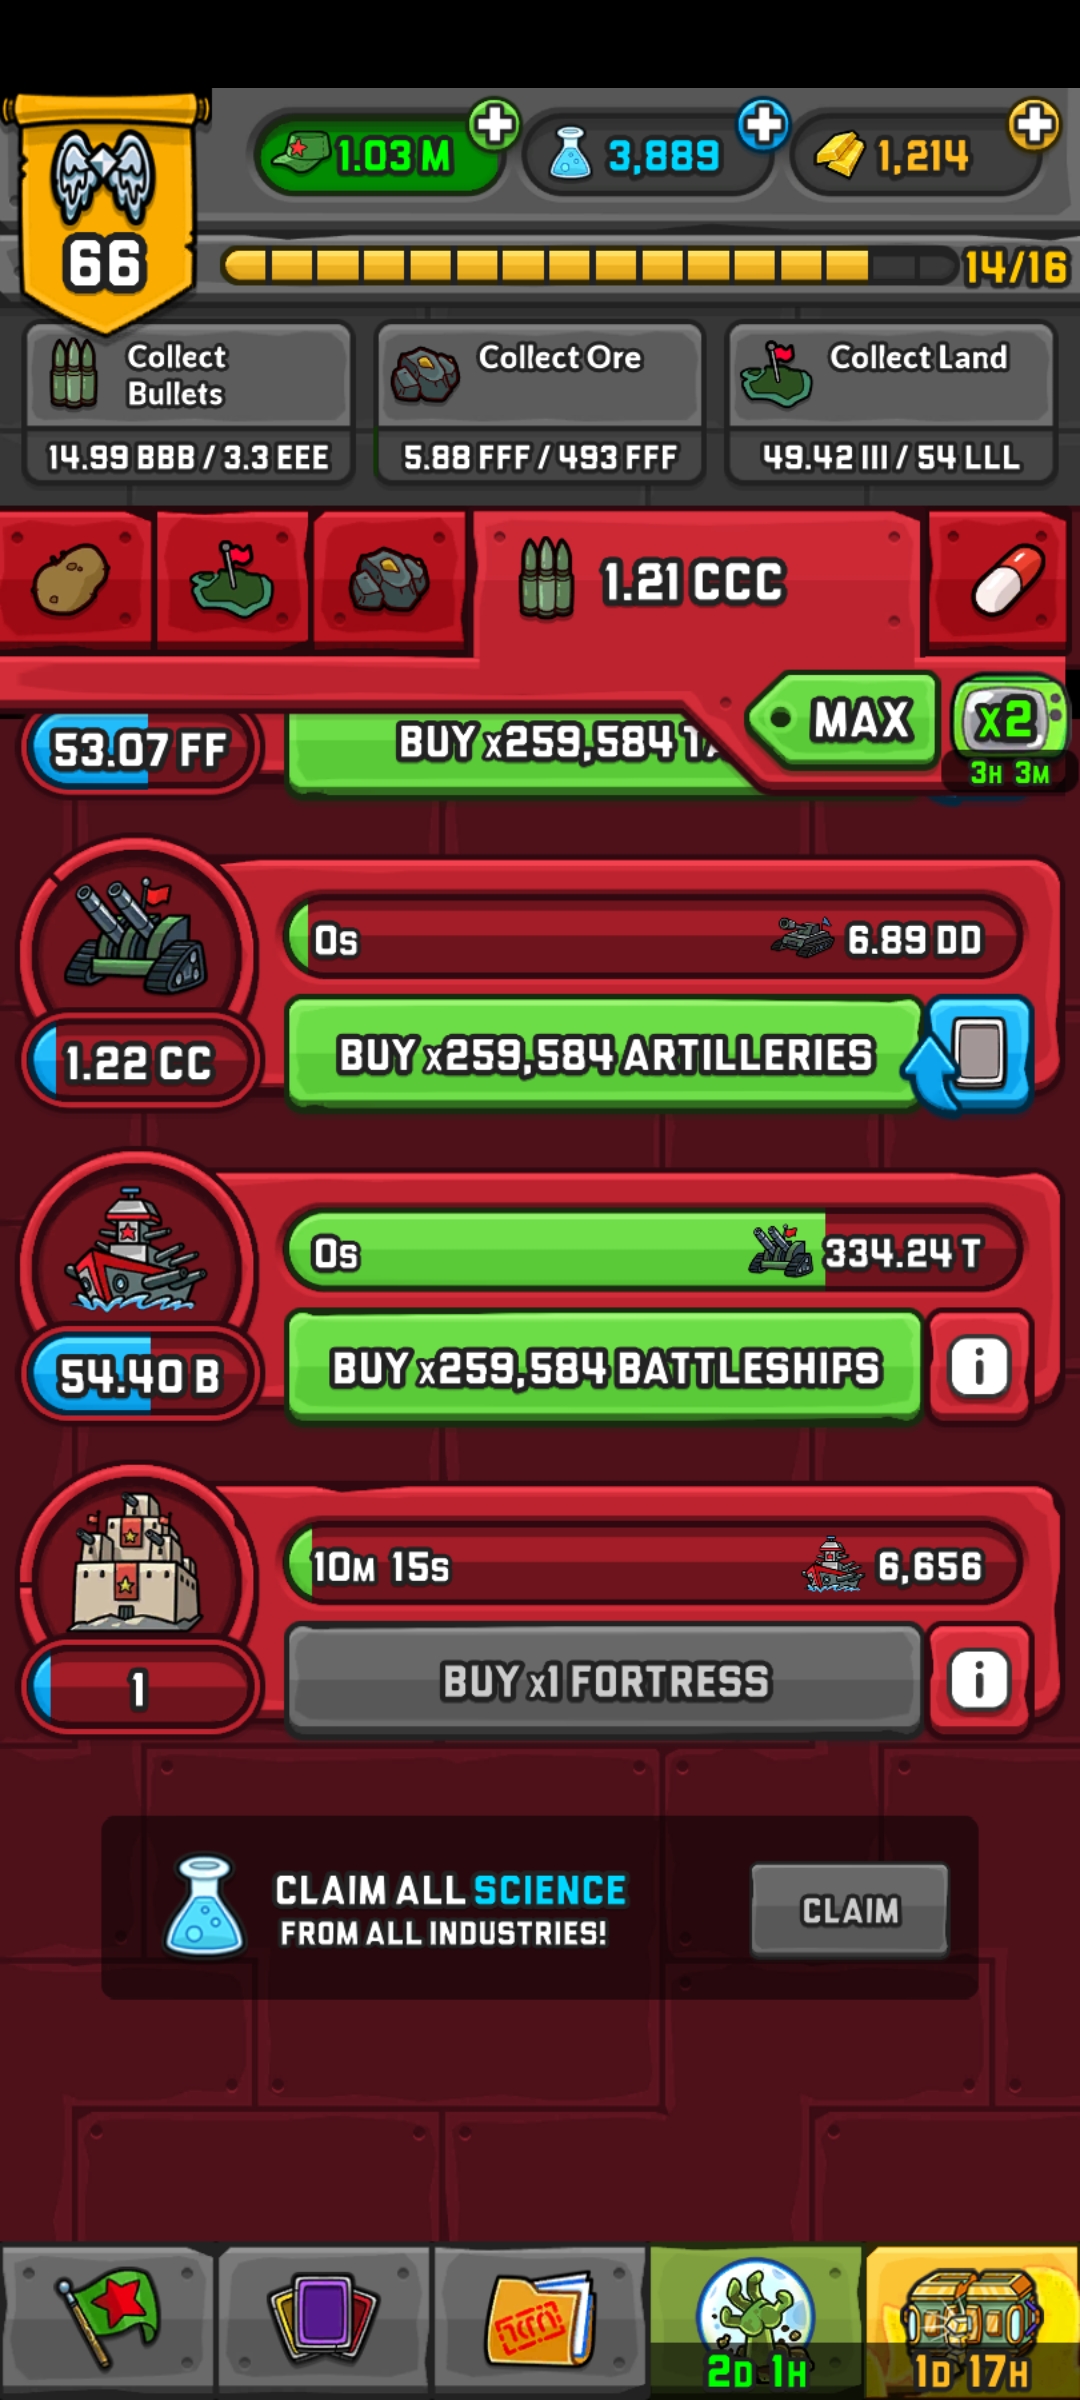 1.03 M
3,889
1,214
66
14/16
Collect
Bullets
Collect Ore
Collect Land
14.99 BBB / 3.3 EEE
5.88 FFF / 493 FFF
49.42 III / 54 LLL
1.21 CCC
MAX
x2
3H 3M
53.07 FF
BUY x259,584
0s
6.89 DD
1.22 CC
BUY x259,584 ARTILLERIES
0s
334.24 T
54.40 B
BUY x259,584 BATTLESHIPS
i
10M 15s
6,656
1
BUY x1 FORTRESS
i
CLAIM ALL SCIENCE
FROM ALL INDUSTRIES!
CLAIM
2D 1H
1D 17H